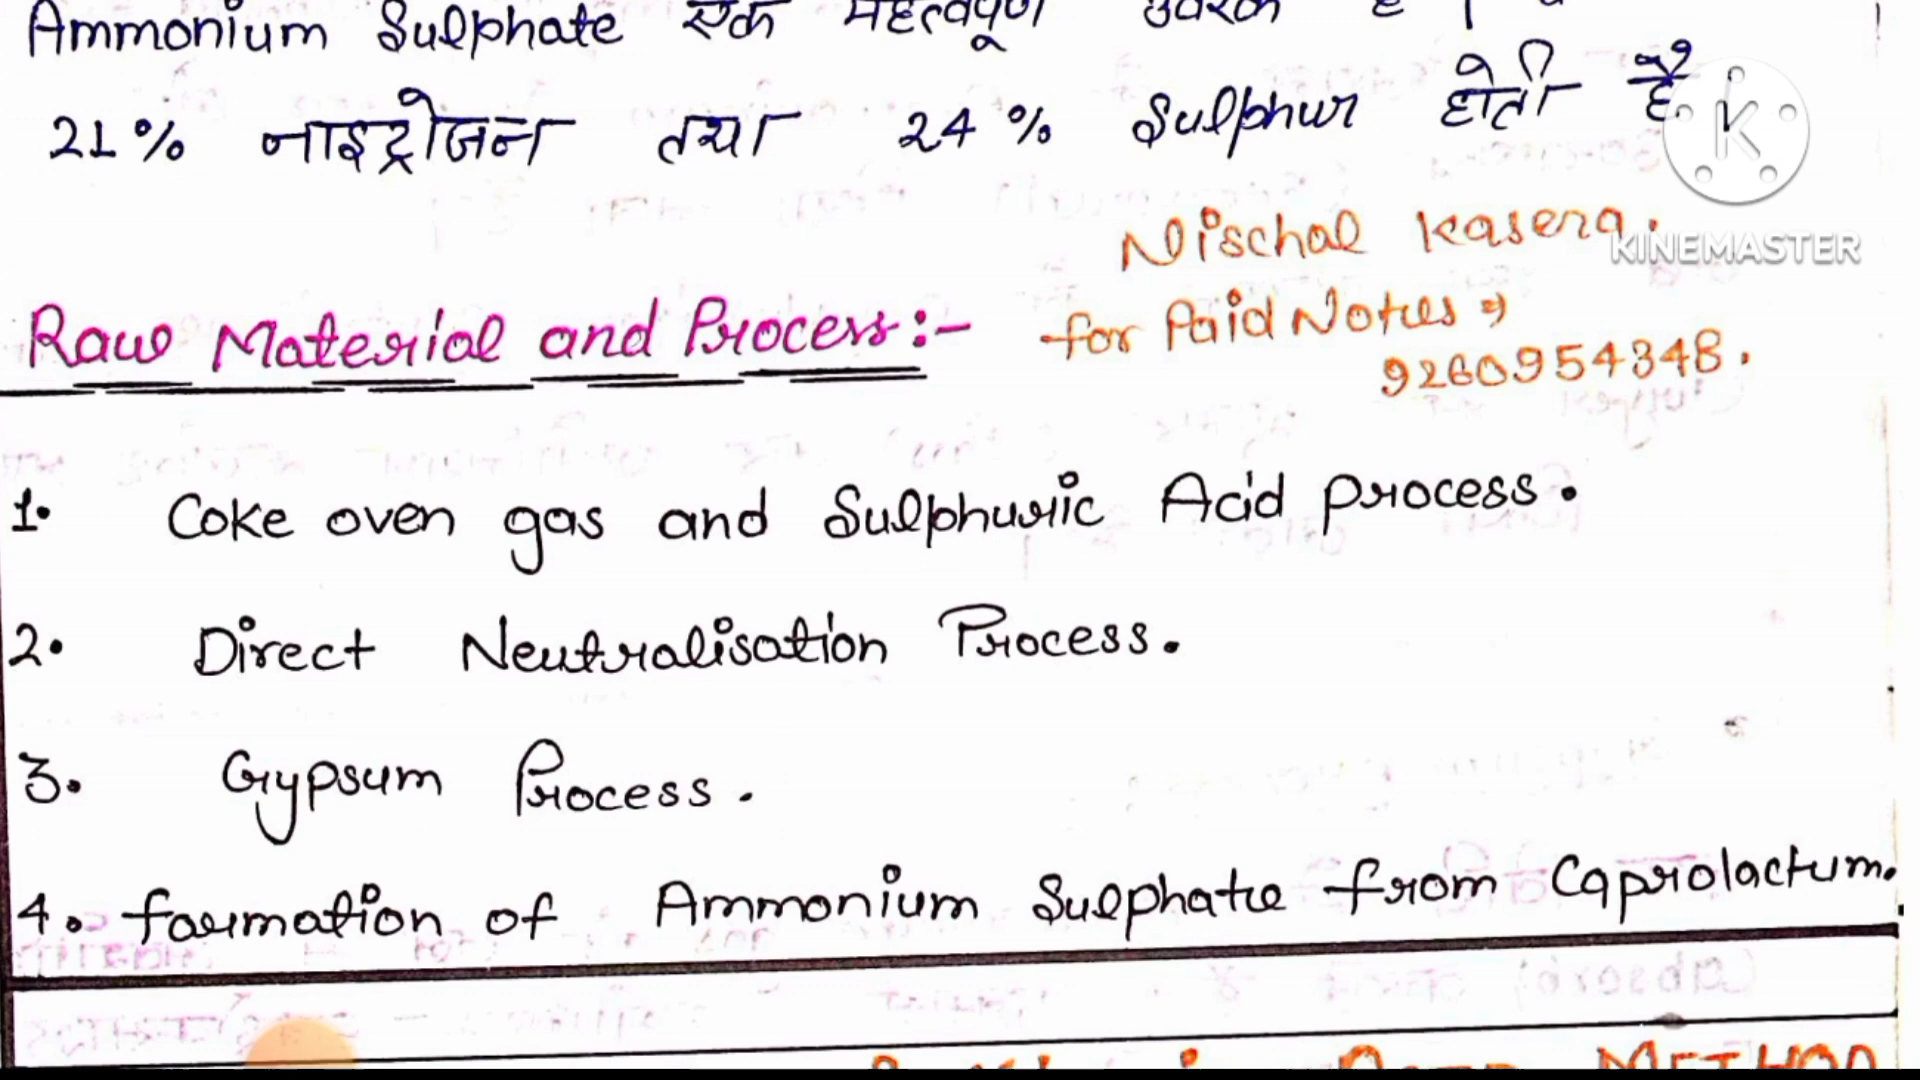 Ammonium Sulphate एक महत्वपूर्ण उर्वरक है।
21% नाइट्रोजन तथा 24% Sulphur होती है.
Nischal Kasera.
KINEMASTER
Raw Material and Process:-
for Paid Notes ⇒
9260954348.
1. Coke oven gas and Sulphuric Acid process.
2. Direct Neutralisation Process.
3. Gypsum Process.
4. formation of Ammonium Sulphate from Caprolactum.
METHOD